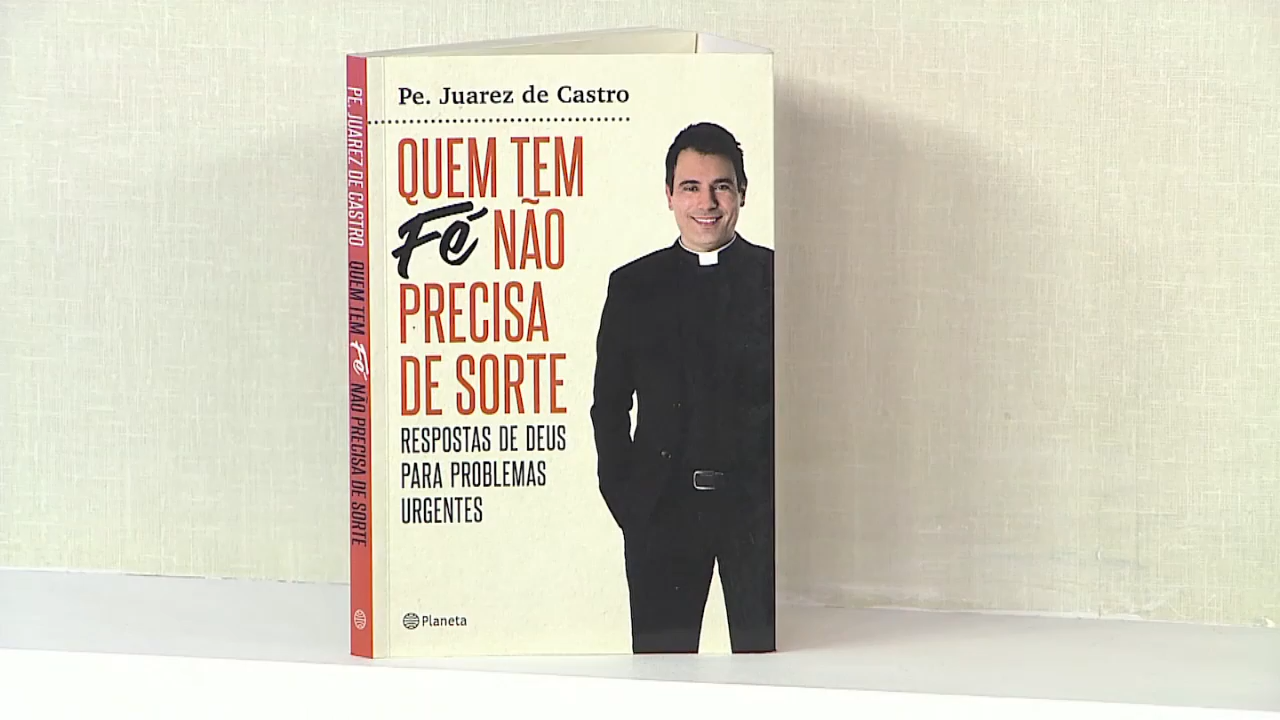 PE. JUAREZ DE CASTRO QUEM TEM Fé NÃO PRECISA DE SORTE
Pe. Juarez de Castro
QUEM TEM
Fé NÃO
PRECISA
DE SORTE
RESPOSTAS DE DEUS
PARA PROBLEMAS
URGENTES
Planeta